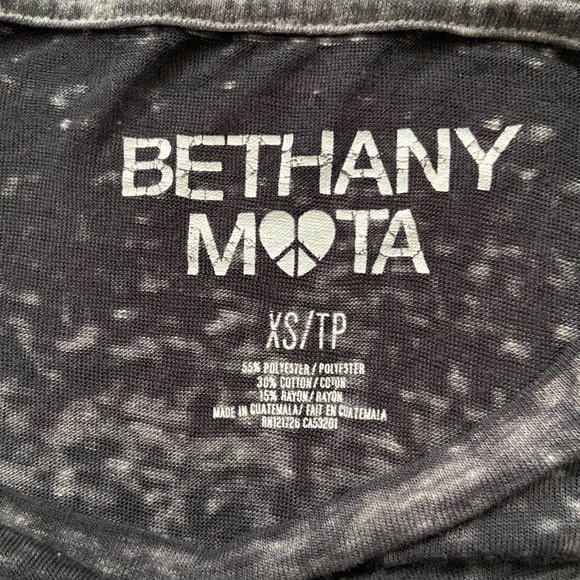 BETHANY
MOTA
XS/TP
55% POLYESTER / POLYESTER
30% COTTON / COTON
15% RAYON / RAYON
MADE IN GUATEMALA / FAIT EN GUATEMALA
RN121726 CA53201